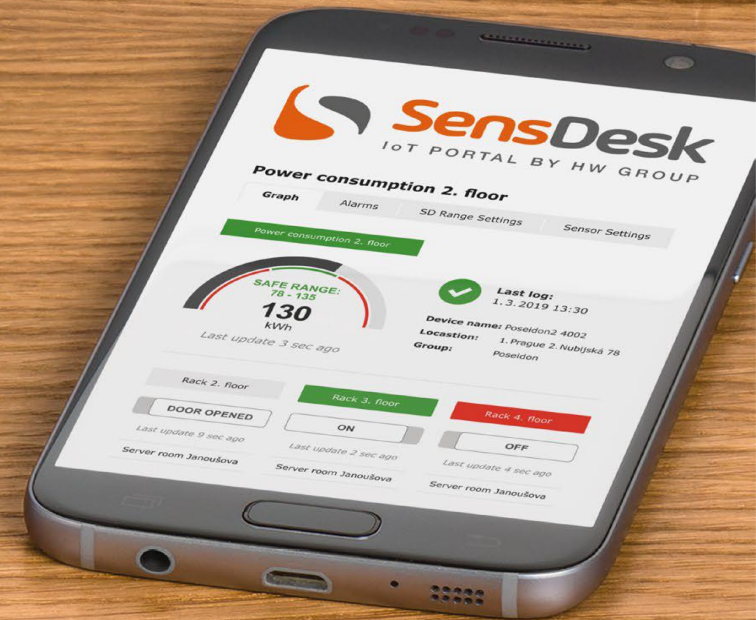 SensDesk
IoT PORTAL BY HW GROUP
Power consumption 2. floor
Graph Alarms SD Range Settings Sensor Settings
Power consumption 2. floor
SAFE RANGE:
78 - 135
130
kWh
Last update 3 sec ago
Last log:
1. 3. 2019 13:30
Device name: Poseidon2 4002
Locastion: 1. Prague 2. Nubijská 78
Group: Poseidon
Rack 2. floor
DOOR OPENED
Last update 9 sec ago
Server room Janoušova
Rack 3. floor
ON
Last update 2 sec ago
Server room Janoušova
Rack 4. floor
OFF
Last update 4 sec ago
Server room Janoušova